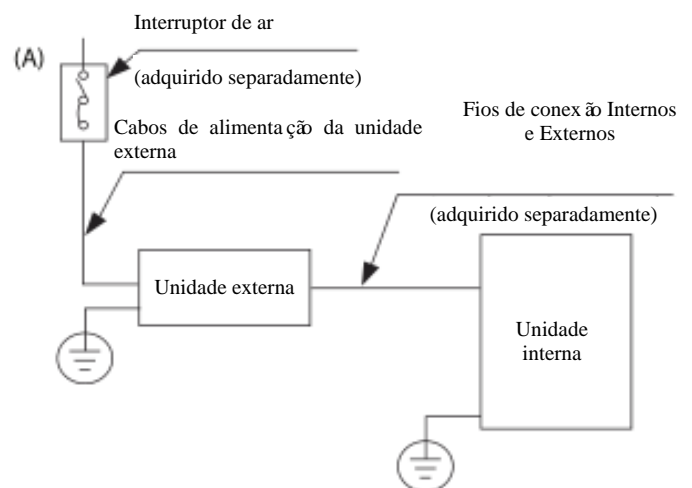 Interruptor de ar
(A)
(adquirido separadamente)
Cabos de alimentação da unidade
externa
Fios de conexão Internos
e Externos
(adquirido separadamente)
Unidade externa
Unidade
interna